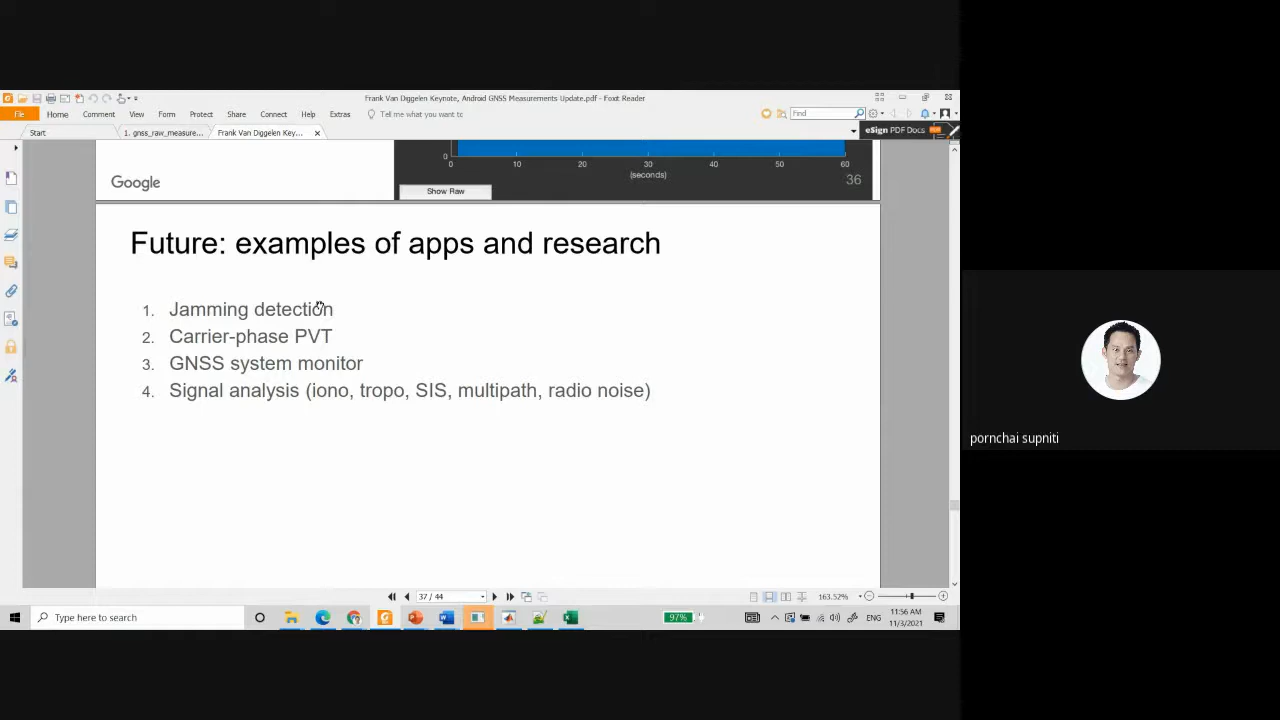 Frank Van Diggelen Keynote, Android GNSS Measurements Update.pdf - Foxit Reader
File Home Comment View Form Protect Share Connect Help Extras Tell me what you want tc Find
Start 1. gnss_raw_measure... Frank Van Diggelen Key... eSign PDF Docs
0
0 10 20 30 40 50 60
(seconds)
Google
36
Show Raw
Future: examples of apps and research
1. Jamming detection
2. Carrier-phase PVT
3. GNSS system monitor
4. Signal analysis (iono, tropo, SIS, multipath, radio noise)
pornchai supniti
37 / 44 163.52%
Type here to search 97% ENG 11:56 AM
11/3/2021